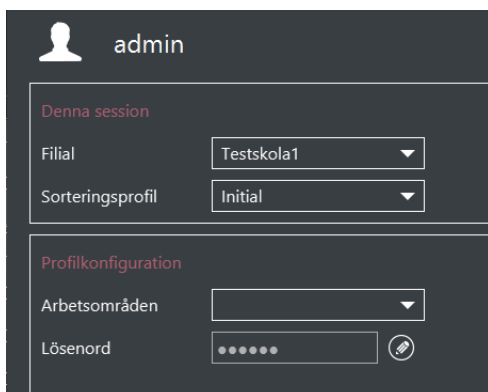 admin
Denna session
Filial Testskola1
Sorteringsprofil Initial
Profilkonfiguration
Arbetsområden
Lösenord ●●●●●●